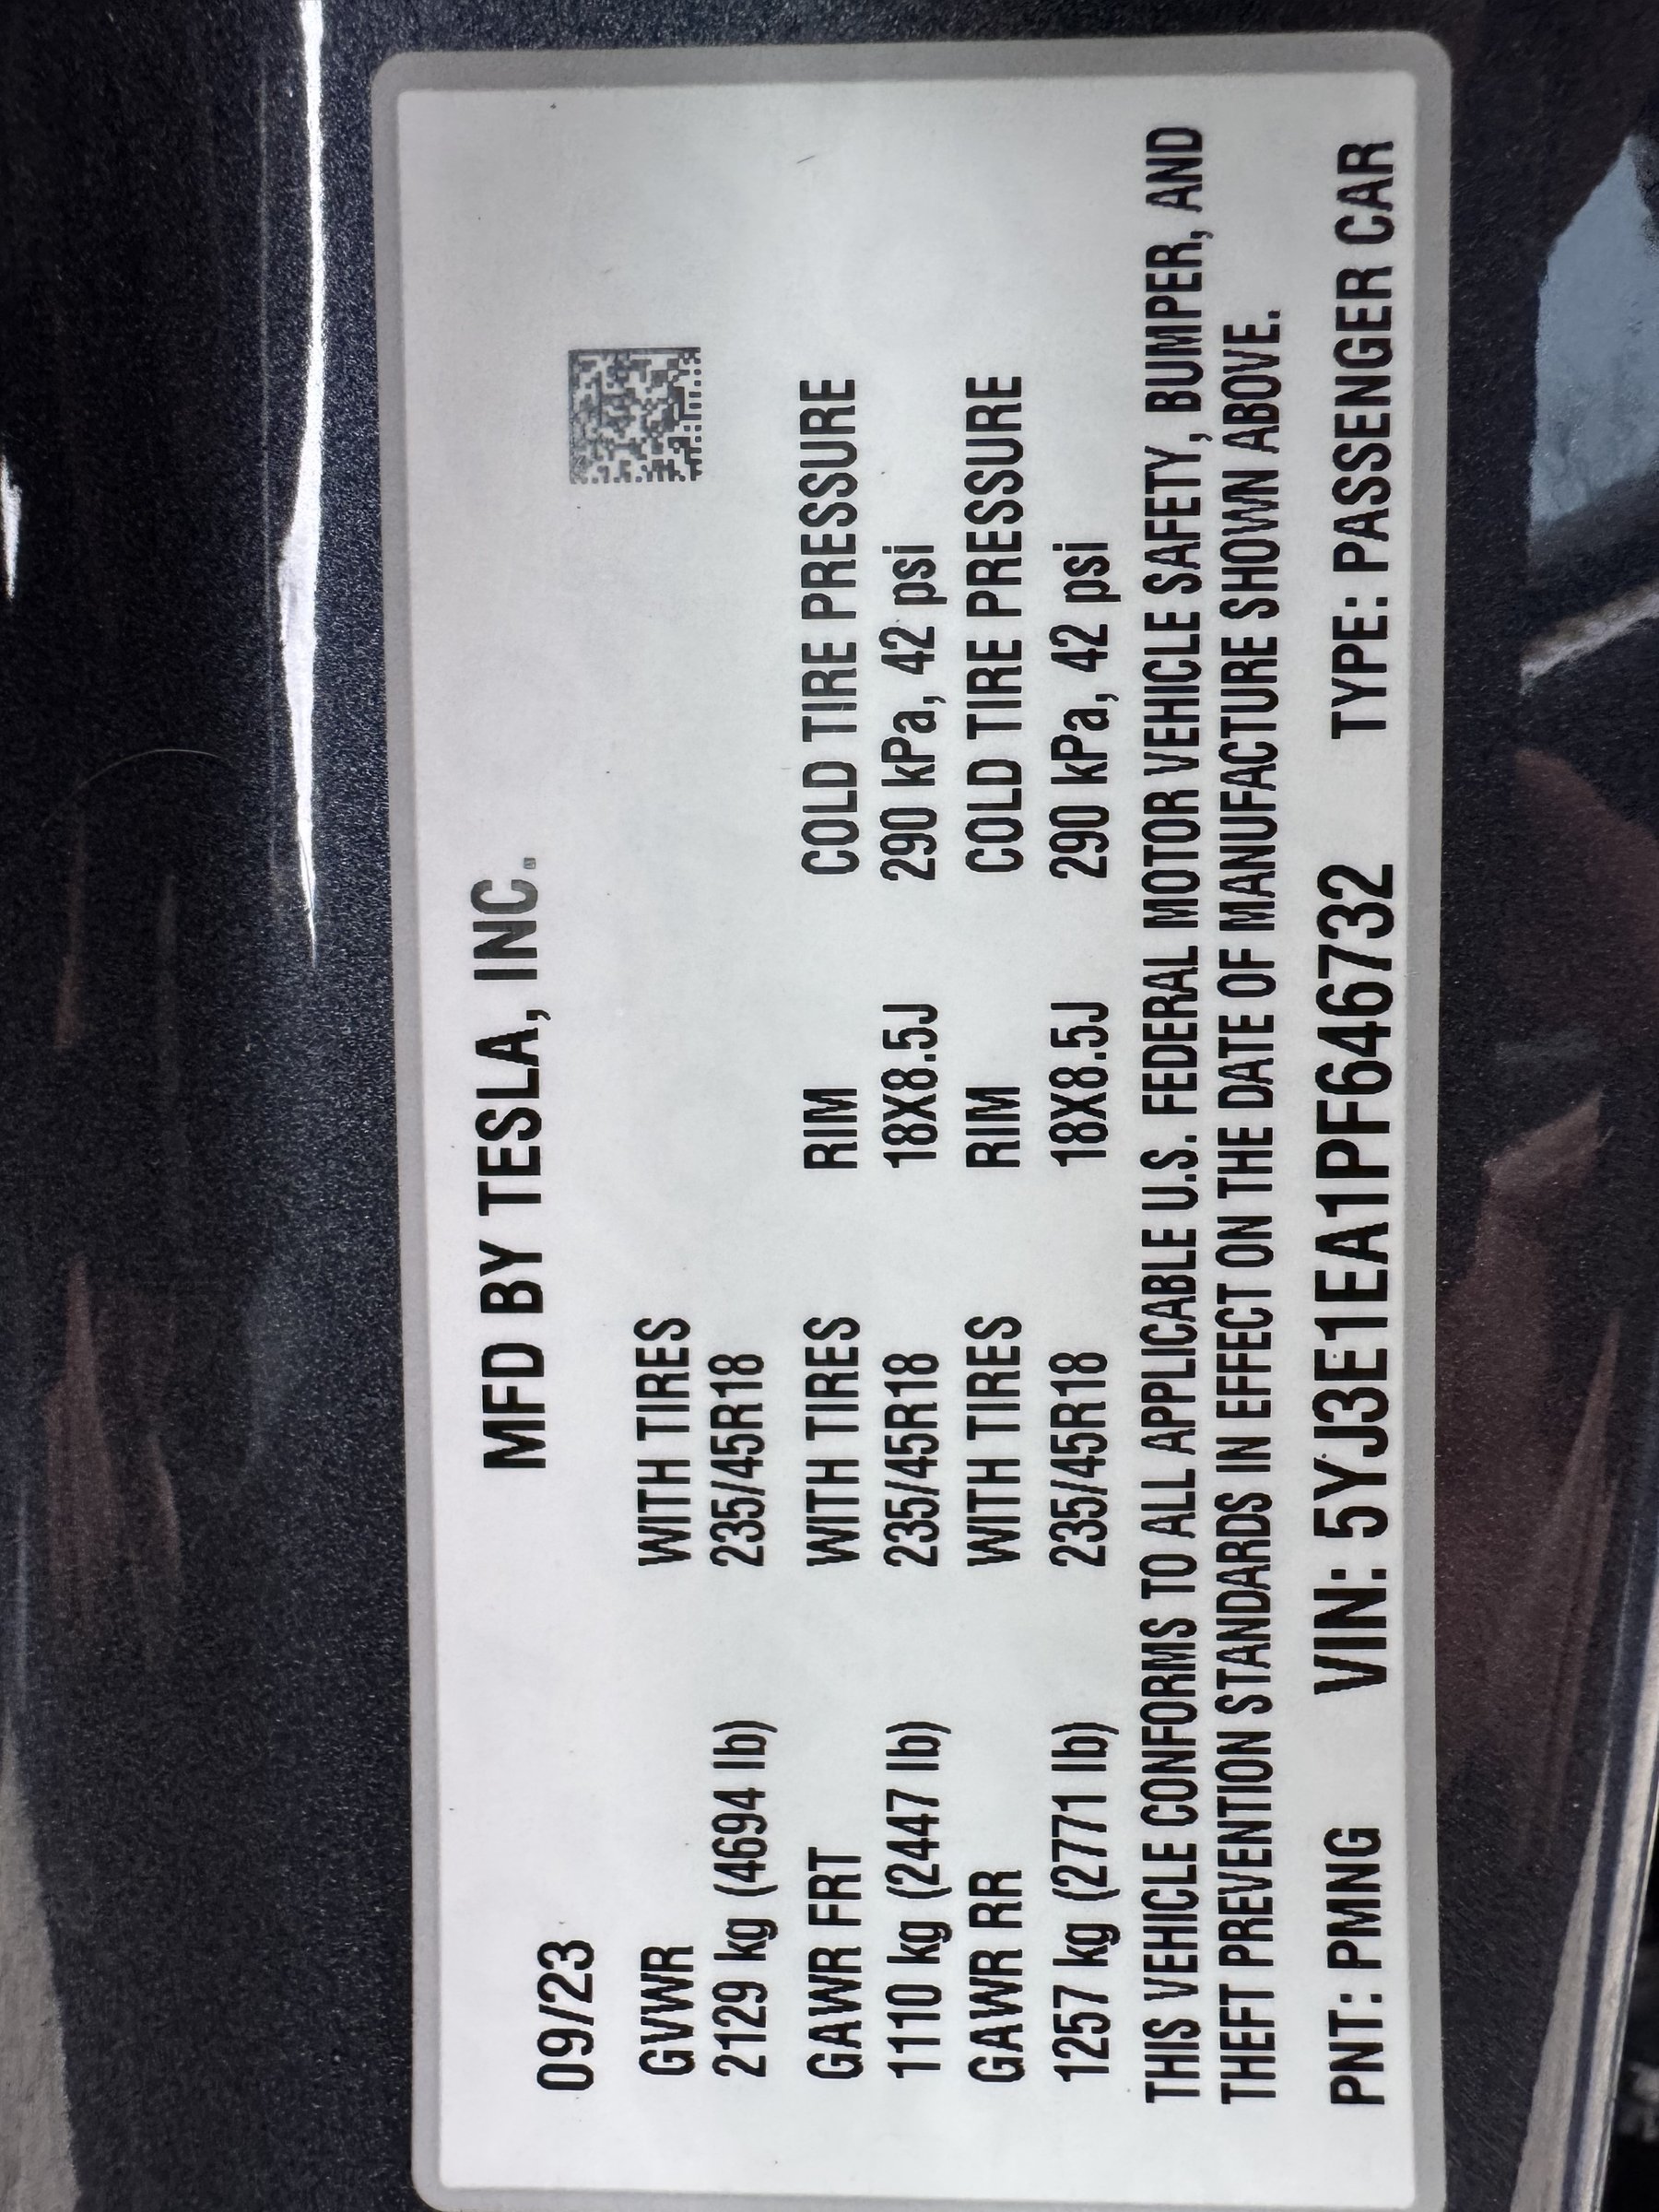 MFD BY TESLA, INC.
09/23
GVWR WITH TIRES
2129 kg (4694 lb) 235/45R18
GAWR FRT WITH TIRES RIM COLD TIRE PRESSURE
1110 kg (2447 lb) 235/45R18 18X8.5J 290 kPa, 42 psi
GAWR RR WITH TIRES RIM COLD TIRE PRESSURE
1257 kg (2771 lb) 235/45R18 18X8.5J 290 kPa, 42 psi
THIS VEHICLE CONFORMS TO ALL APPLICABLE U.S. FEDERAL MOTOR VEHICLE SAFETY, BUMPER, AND
THEFT PREVENTION STANDARDS IN EFFECT ON THE DATE OF MANUFACTURE SHOWN ABOVE.
PNT: PMNG VIN: 5YJ3E1EA1PF646732 TYPE: PASSENGER CAR